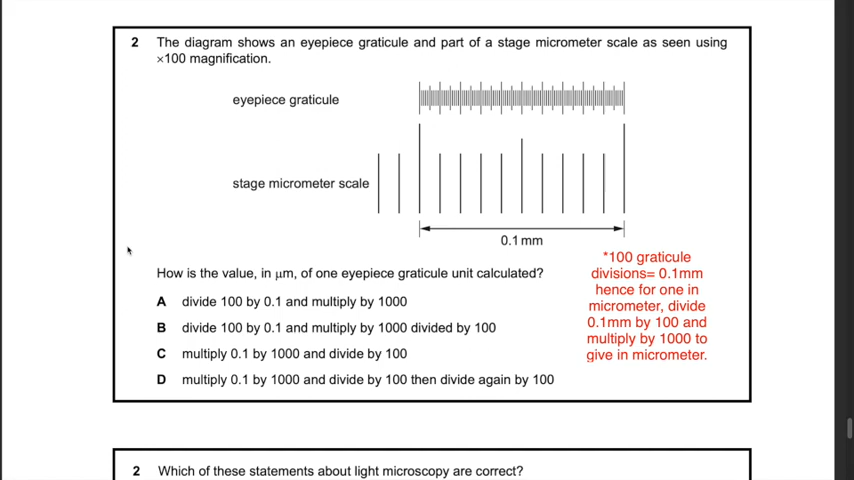 2 The diagram shows an eyepiece graticule and part of a stage micrometer scale as seen using
×100 magnification.
eyepiece graticule
stage micrometer scale
0.1 mm
*100 graticule
divisions= 0.1mm
hence for one in
micrometer, divide
0.1mm by 100 and
multiply by 1000 to
give in micrometer.
How is the value, in μm, of one eyepiece graticule unit calculated?
A divide 100 by 0.1 and multiply by 1000
B divide 100 by 0.1 and multiply by 1000 divided by 100
C multiply 0.1 by 1000 and divide by 100
D multiply 0.1 by 1000 and divide by 100 then divide again by 100
2 Which of these statements about light microscopy are correct?